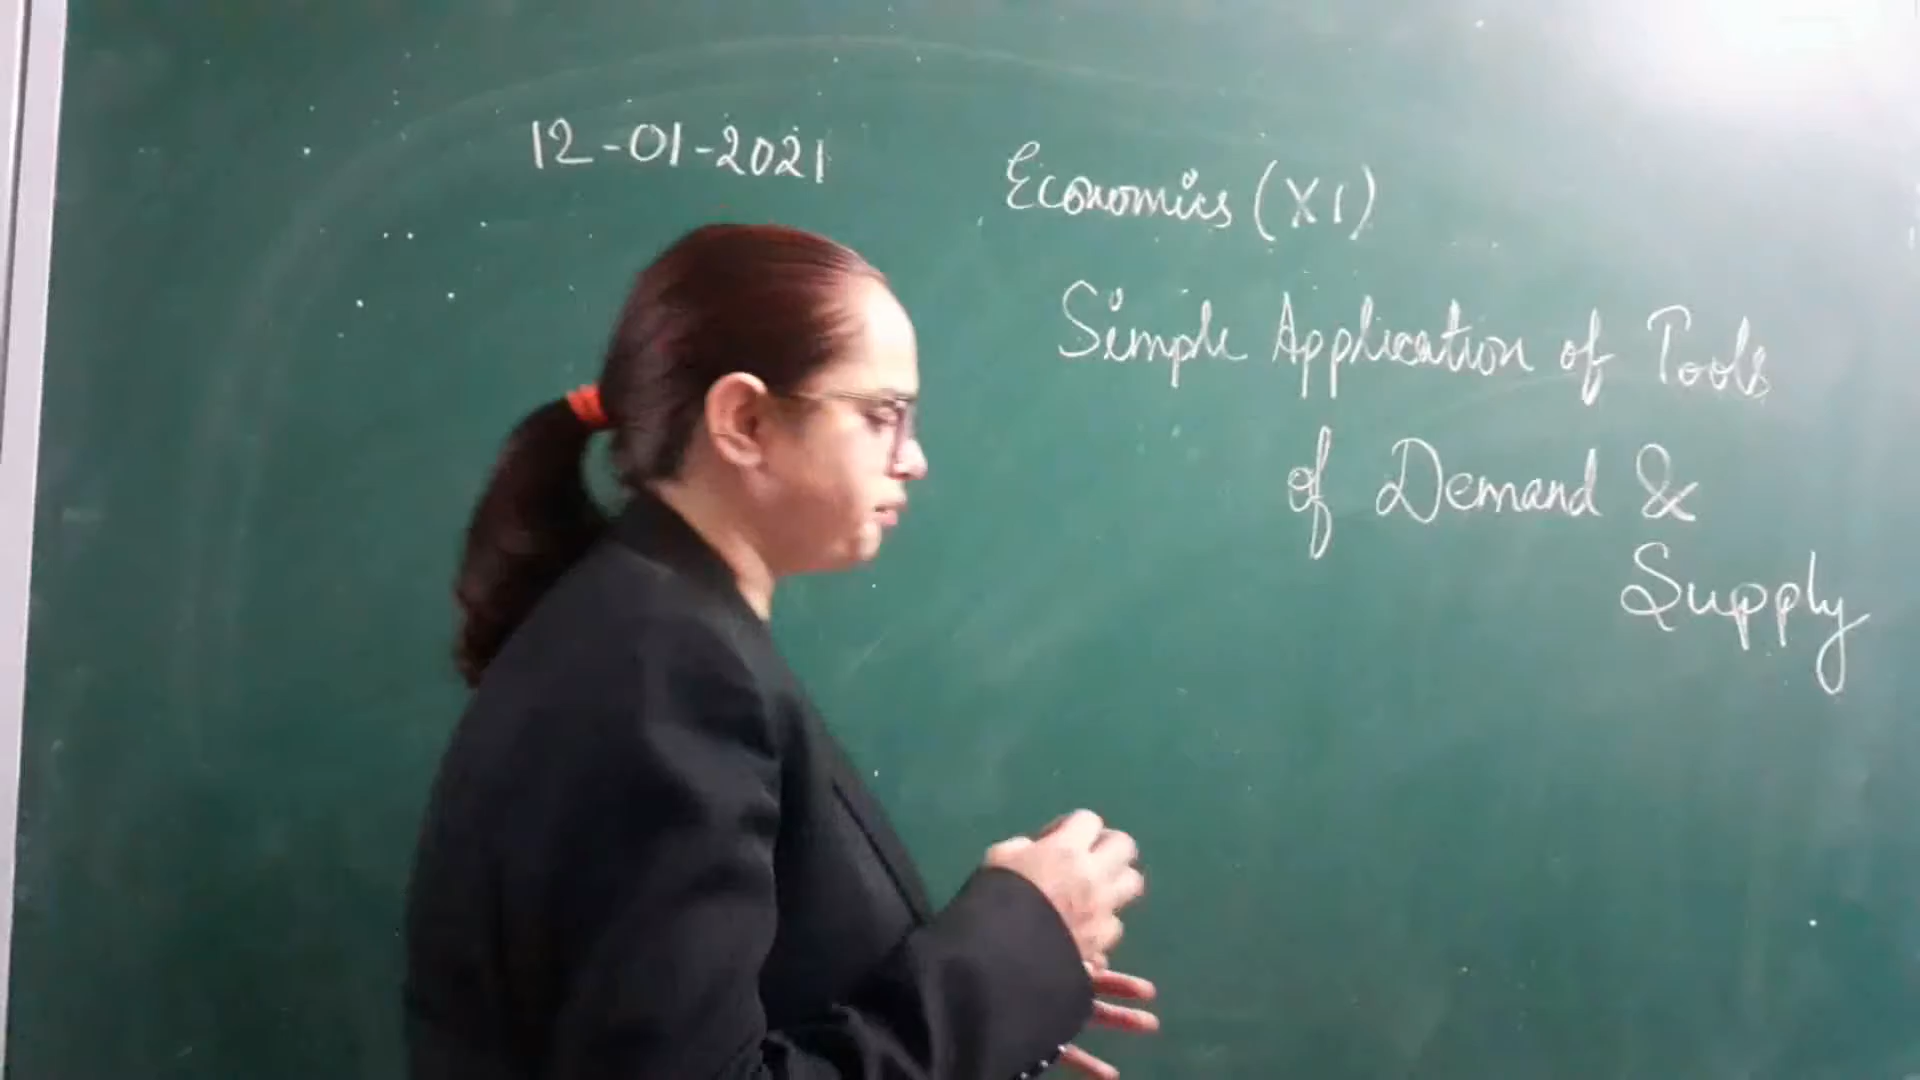 12-01-2021
Economics (XI)
Simple Application of Tools
of Demand &
Supply